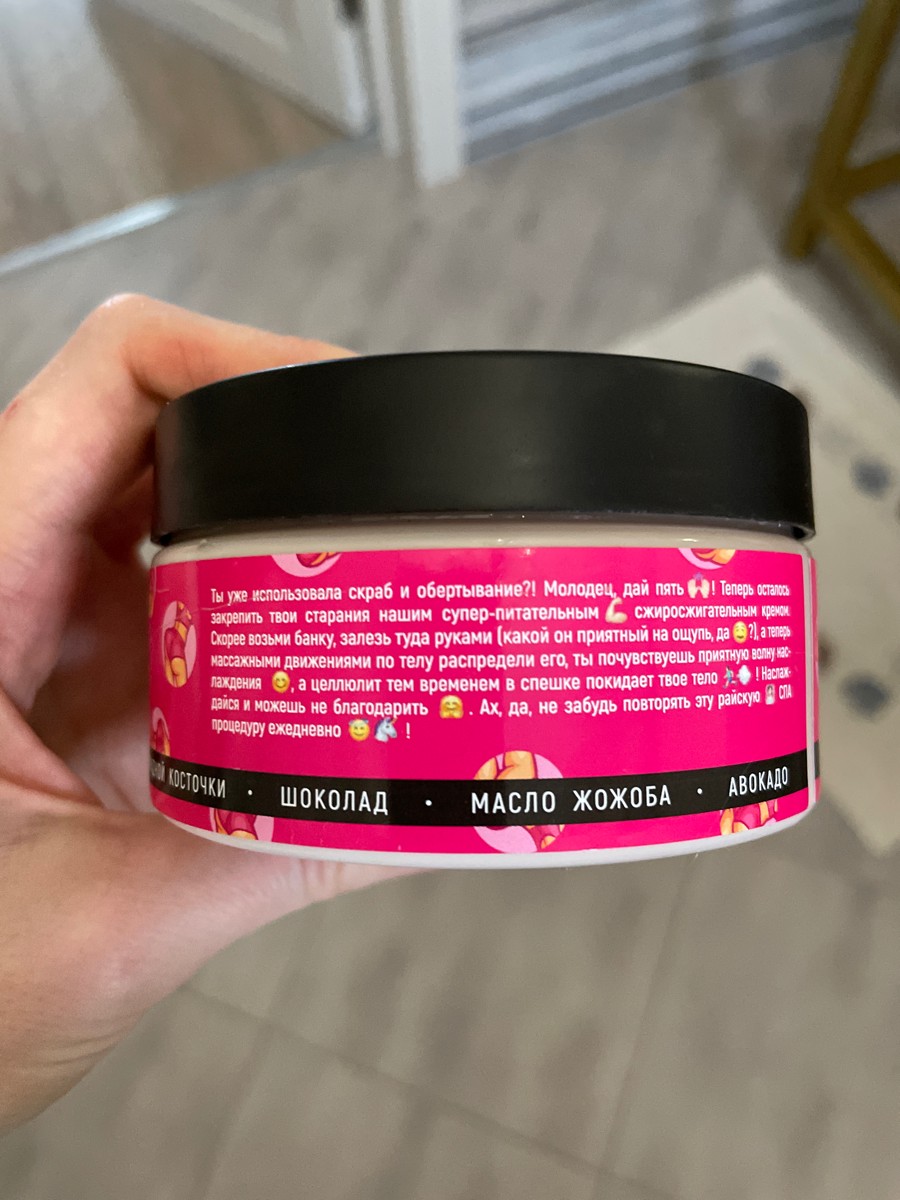 Ты уже использовала скраб и обертывание?! Молодец, дай пять 🙌! Теперь осталось
закрепить твои старания нашим супер-питательным 💪 сжиросжигательным кремом.
Скорее возьми банку, залезь туда руками (какой он приятный на ощупь, да 😊?), а теперь
массажными движениями по телу распредели его, ты почувствуешь приятную волну нас-
лаждения 😊, а целлюлит тем временем в спешке покидает твое тело 🏃💨! Наслаж-
дайся и можешь не благодарить 🤗. Ах, да, не забудь повторять эту райскую СПА
процедуру ежедневно 😇🦄!
КОСТОЧКИ · ШОКОЛАД · МАСЛО ЖОЖОБА · АВОКАДО